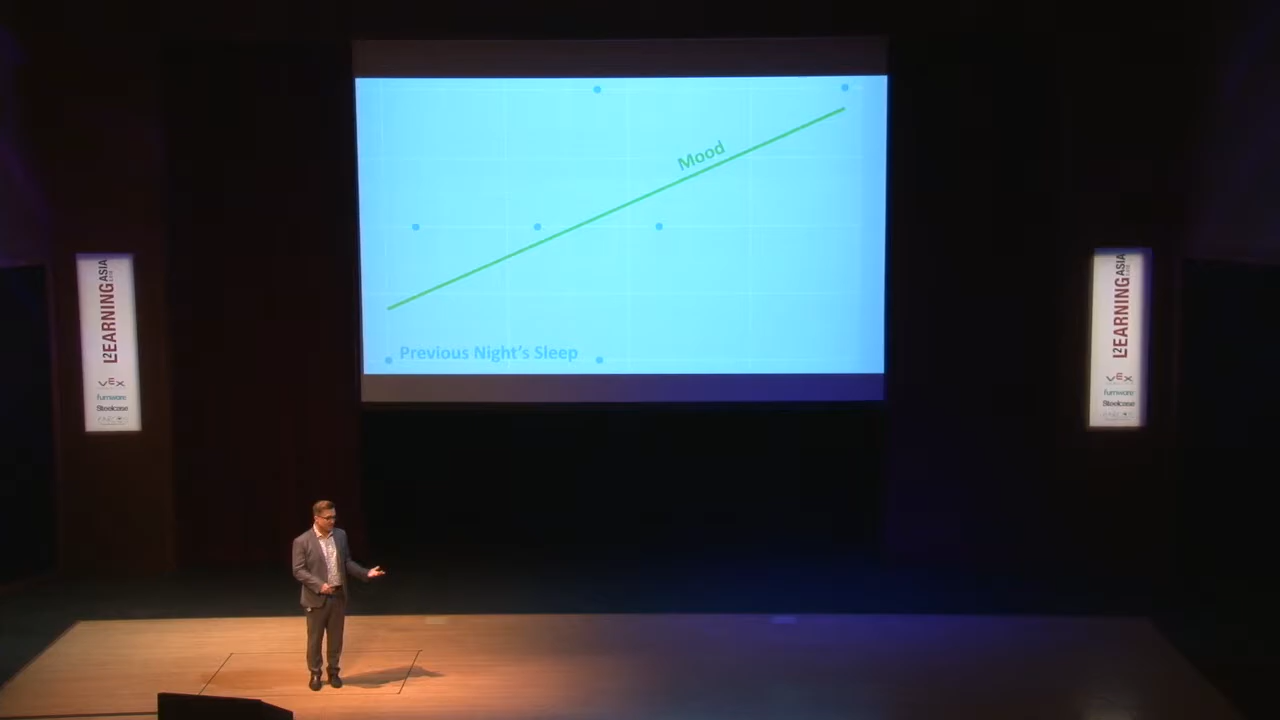 Mood
Previous Night's Sleep
L2EARNING ASIA
VEX
furnware
Steelcase
L2EARNING ASIA
VEX
furnware
Steelcase